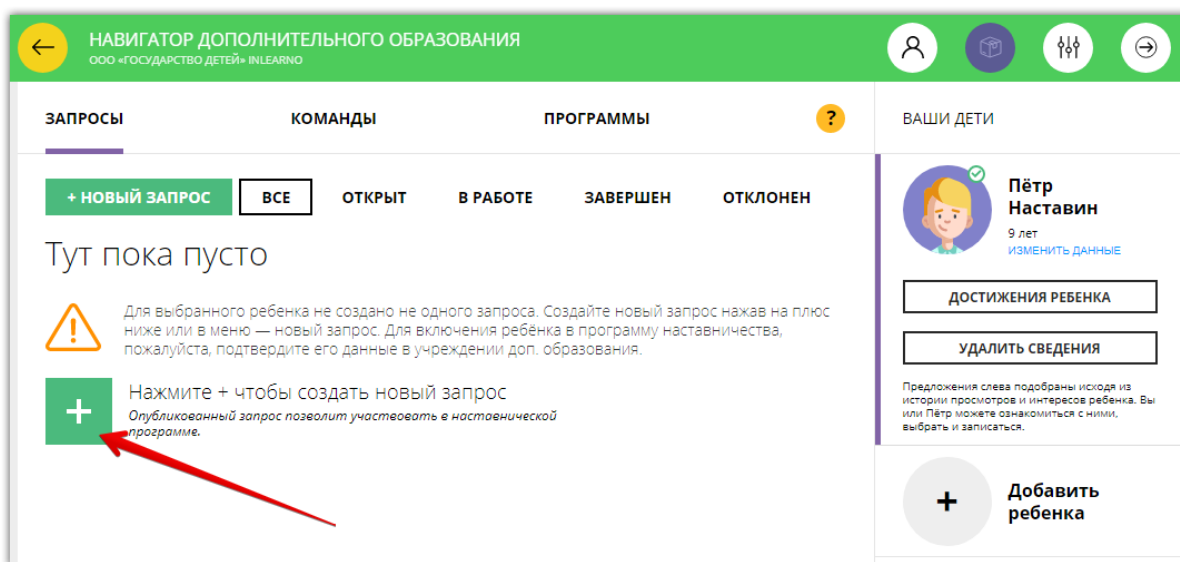 НАВИГАТОР ДОПОЛНИТЕЛЬНОГО ОБРАЗОВАНИЯ
ООО «ГОСУДАРСТВО ДЕТЕЙ» INLEARNO
ЗАПРОСЫ КОМАНДЫ ПРОГРАММЫ ?
+ НОВЫЙ ЗАПРОС ВСЕ ОТКРЫТ В РАБОТЕ ЗАВЕРШЕН ОТКЛОНЕН
Тут пока пусто
Для выбранного ребенка не создано не одного запроса. Создайте новый запрос нажав на плюс
ниже или в меню — новый запрос. Для включения ребёнка в программу наставничества,
пожалуйста, подтвердите его данные в учреждении доп. образования.
+
Нажмите + чтобы создать новый запрос
Опубликованный запрос позволит участвовать в наставнической
программе.
ВАШИ ДЕТИ
Пётр
Наставин
9 лет
ИЗМЕНИТЬ ДАННЫЕ
ДОСТИЖЕНИЯ РЕБЕНКА
УДАЛИТЬ СВЕДЕНИЯ
Предложения слева подобраны исходя из
истории просмотров и интересов ребенка. Вы
или Пётр можете ознакомиться с ними,
выбрать и записаться.
+
Добавить
ребенка